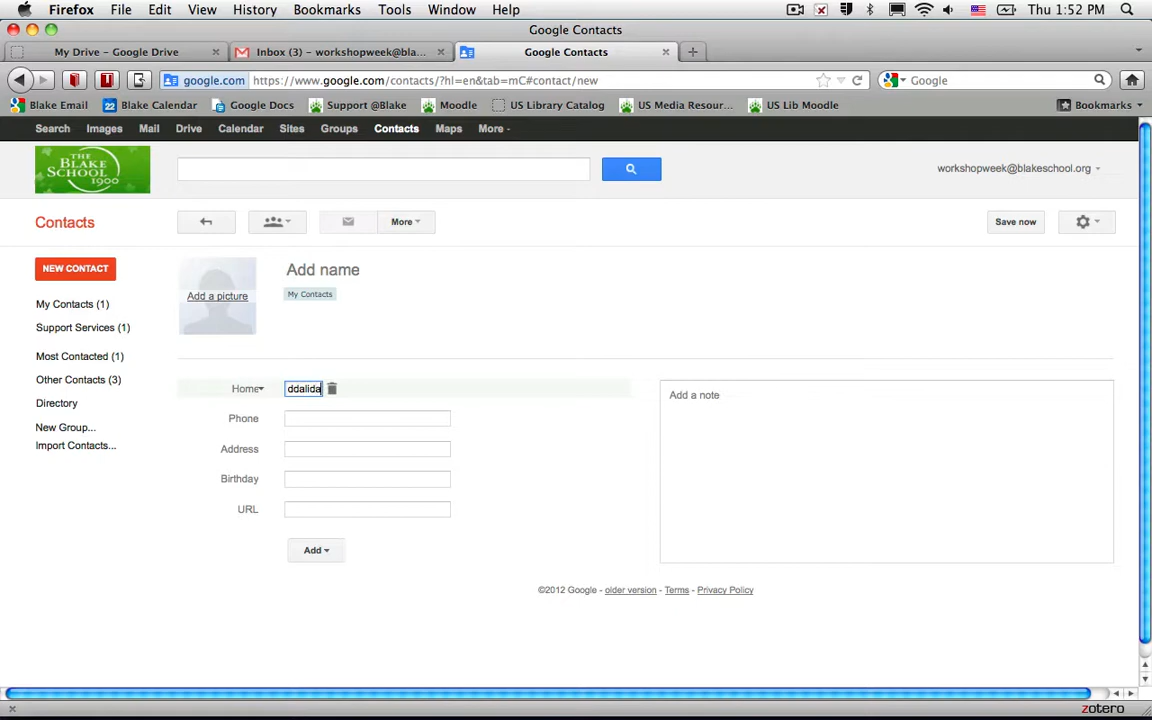 Firefox File Edit View History Bookmarks Tools Window Help Thu 1:52 PM
Google Contacts
My Drive – Google Drive Inbox (3) – workshopweek@bla... Google Contacts
google.com https://www.google.com/contacts/?hl=en&tab=mC#contact/new Google
Blake Email 22 Blake Calendar Google Docs Support @Blake Moodle US Library Catalog US Media Resour... US Lib Moodle Bookmarks
Search Images Mail Drive Calendar Sites Groups Contacts Maps More
THE
BLAKE
SCHOOL
1900
workshopweek@blakeschool.org
Contacts More Save now
NEW CONTACT
Add a picture
Add name
My Contacts
My Contacts (1)
Support Services (1)
Most Contacted (1)
Other Contacts (3)
Directory
New Group...
Import Contacts...
Home ddalida
Phone
Address
Birthday
URL
Add
Add a note
©2012 Google - older version - Terms - Privacy Policy
zotero